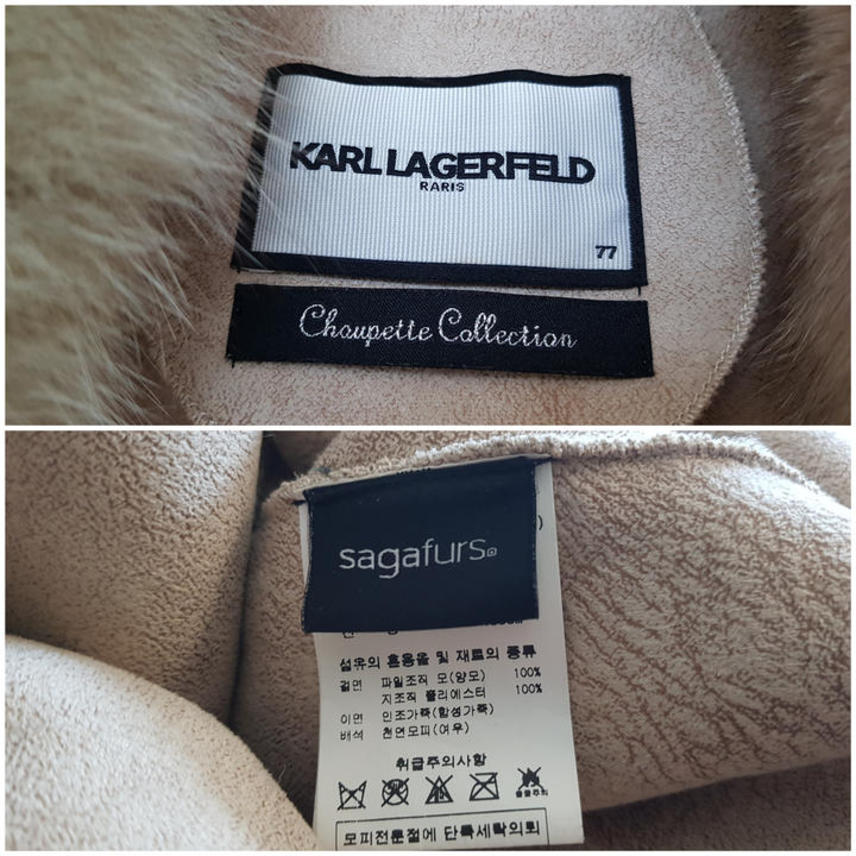 KARL LAGERFELD
RARIS
77
Choupette Collection
sagafurs
섬유의 혼용율 및 재료의 종류
겉면 파일조직 모(양모) 100%
지조직 폴리에스터 100%
이면 인조가죽(합성가죽)
배색 천연모피(여우)
취급주의사항
모피전문점에 단독세탁의뢰